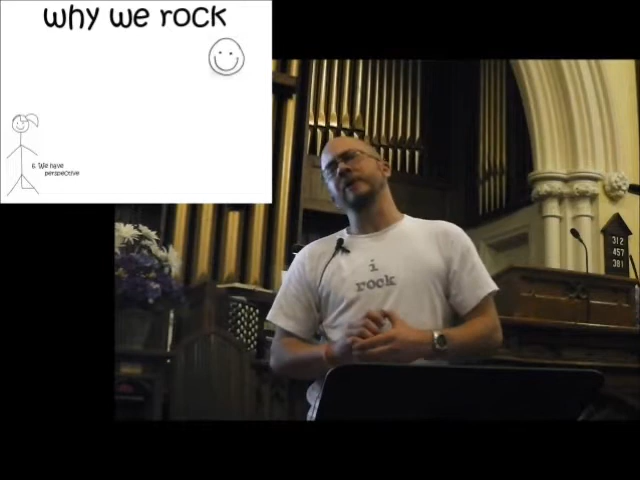 why we rock
6. We have
perspective
i
rock
312
457
381